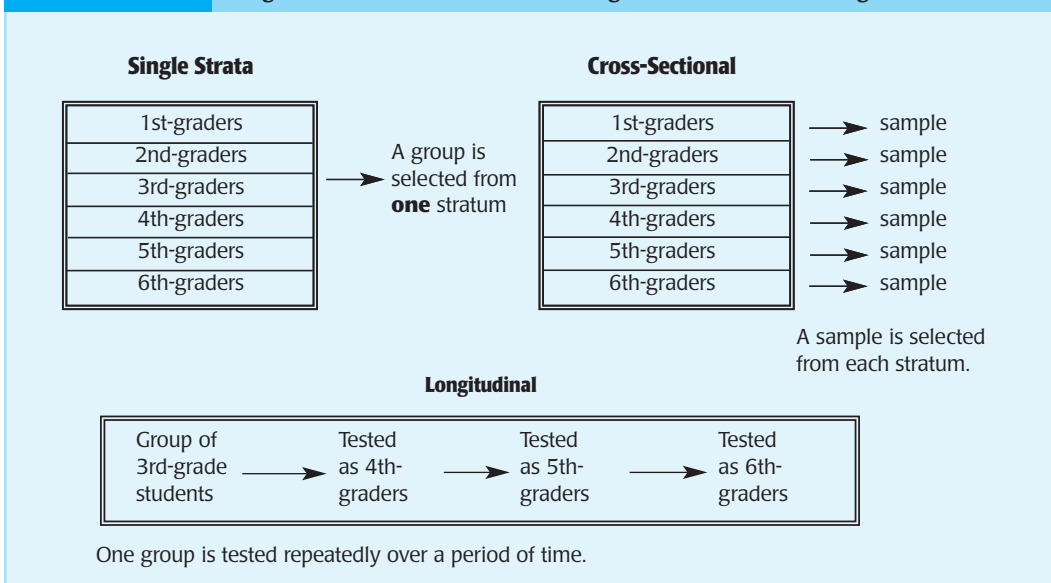 Single Strata
1st-graders
2nd-graders
3rd-graders
4th-graders
5th-graders
6th-graders
A group is
selected from
one stratum
Cross-Sectional
1st-graders
2nd-graders
3rd-graders
4th-graders
5th-graders
6th-graders
sample
sample
sample
sample
sample
sample
A sample is selected
from each stratum.
Longitudinal
Group of
3rd-grade
students
Tested
as 4th-
graders
Tested
as 5th-
graders
Tested
as 6th-
graders
One group is tested repeatedly over a period of time.